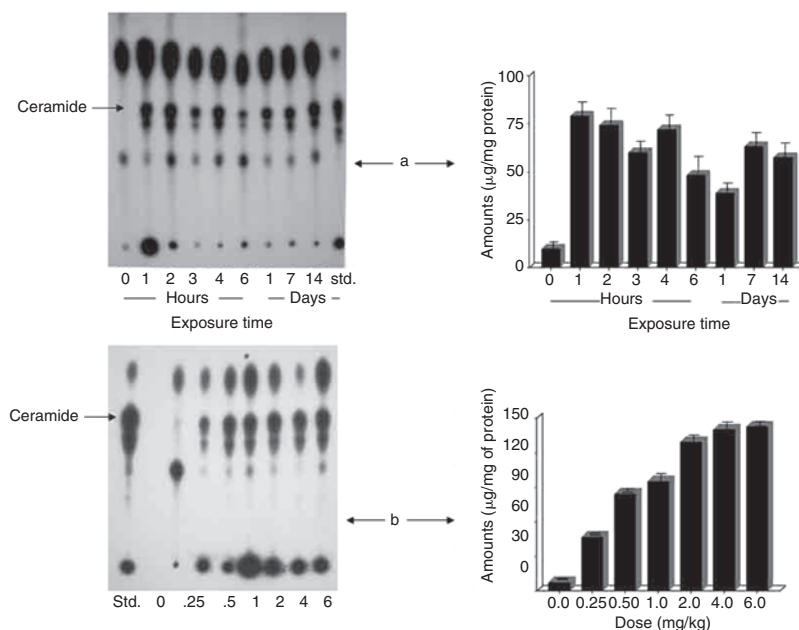 Ceramide
0 1 2 3 4 6 1 7 14 std.
Hours Days
Exposure time
a
Amounts (μg/mg protein)
100
75
50
25
0
0 1 2 3 4 6 1 7 14
Hours Days
Exposure time
Ceramide
Std. 0 .25 .5 1 2 4 6
b
Amounts (μg/mg of protein)
150
120
90
60
30
0
0.0 0.25 0.50 1.0 2.0 4.0 6.0
Dose (mg/kg)